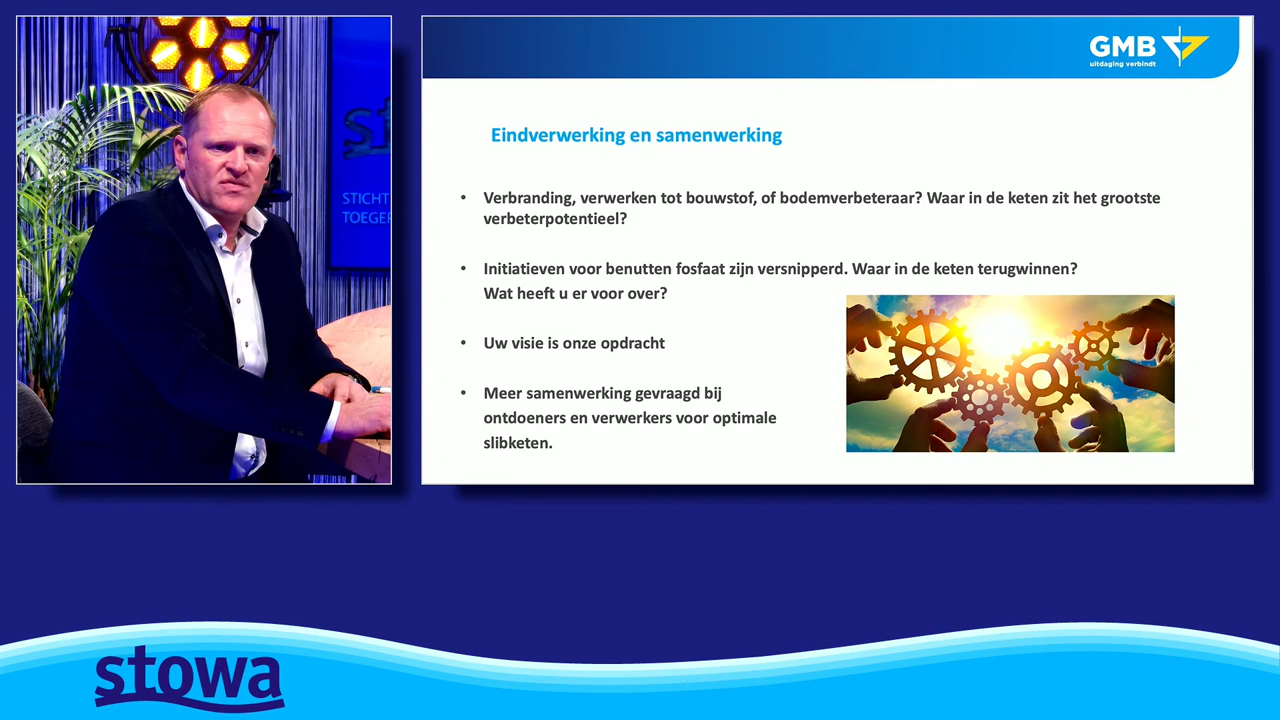 STICHT
TOEGEP
GMB
uitdaging verbindt
Eindverwerking en samenwerking
• Verbranding, verwerken tot bouwstof, of bodemverbeteraar? Waar in de keten zit het grootste
verbeterpotentieel?
• Initiatieven voor benutten fosfaat zijn versnipperd. Waar in de keten terugwinnen?
Wat heeft u er voor over?
• Uw visie is onze opdracht
• Meer samenwerking gevraagd bij
ontdoeners en verwerkers voor optimale
slibketen.
stowa